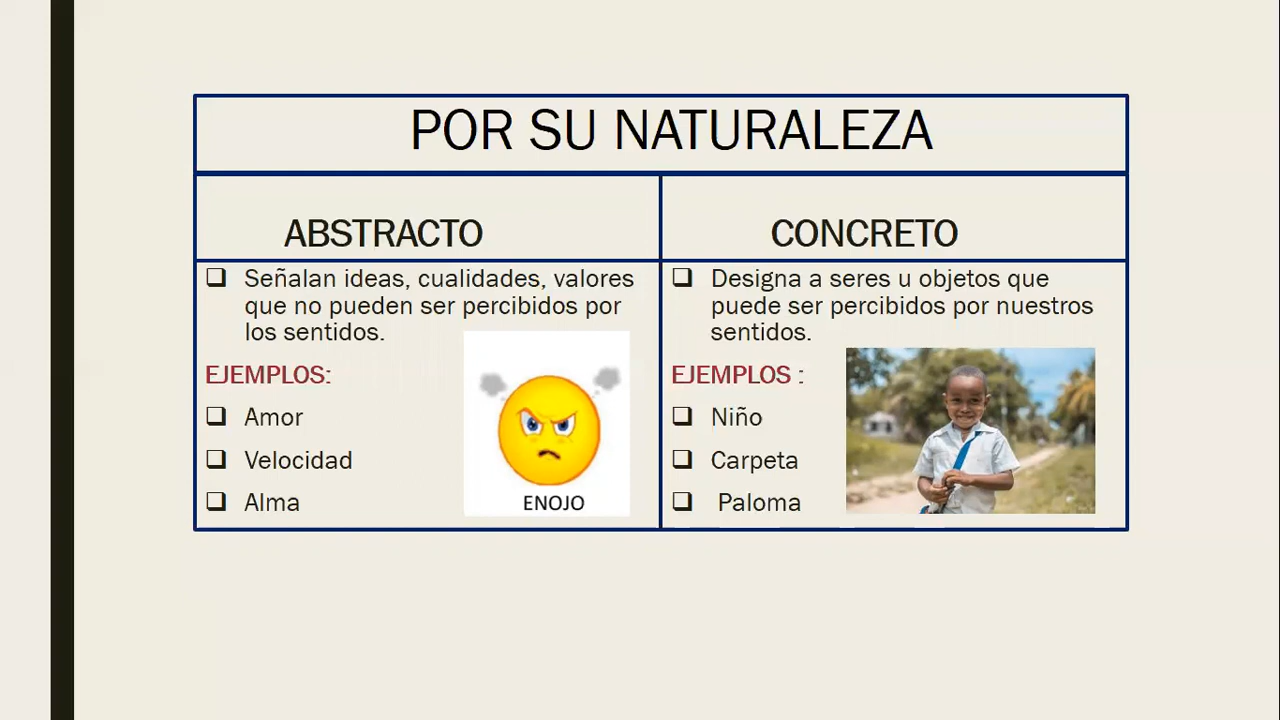 POR SU NATURALEZA
ABSTRACTO
CONCRETO
❑ Señalan ideas, cualidades, valores
que no pueden ser percibidos por
los sentidos.
EJEMPLOS:
❑ Amor
❑ Velocidad
❑ Alma
ENOJO
❑ Designa a seres u objetos que
puede ser percibidos por nuestros
sentidos.
EJEMPLOS :
❑ Niño
❑ Carpeta
❑ Paloma